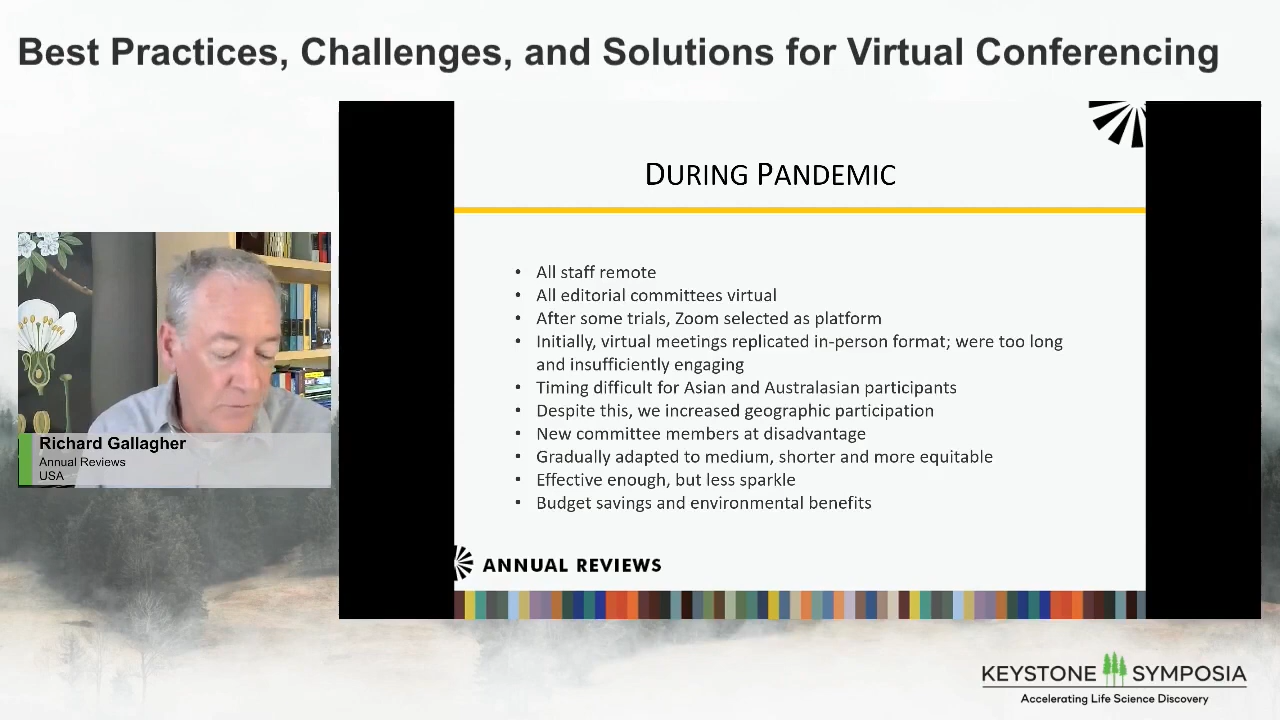 Best Practices, Challenges, and Solutions for Virtual Conferencing
DURING PANDEMIC
• All staff remote
• All editorial committees virtual
• After some trials, Zoom selected as platform
• Initially, virtual meetings replicated in-person format; were too long
and insufficiently engaging
• Timing difficult for Asian and Australasian participants
• Despite this, we increased geographic participation
• New committee members at disadvantage
• Gradually adapted to medium, shorter and more equitable
• Effective enough, but less sparkle
• Budget savings and environmental benefits
ANNUAL REVIEWS
Richard Gallagher
Annual Reviews
USA
KEYSTONE SYMPOSIA
Accelerating Life Science Discovery